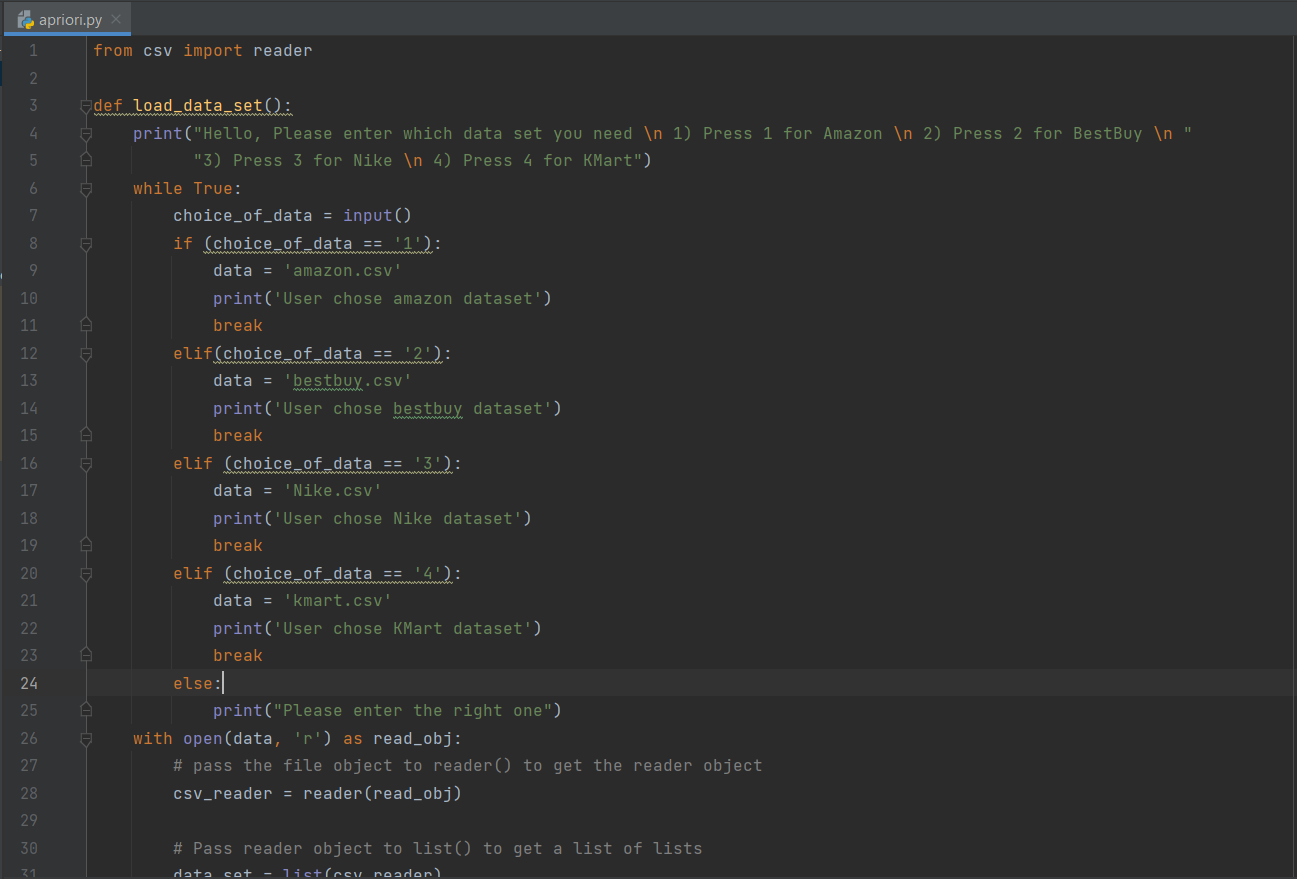 apriori.py
1 from csv import reader
2
3 def load_data_set():
4     print("Hello, Please enter which data set you need \n 1) Press 1 for Amazon \n 2) Press 2 for BestBuy \n "
5           "3) Press 3 for Nike \n 4) Press 4 for KMart")
6     while True:
7         choice_of_data = input()
8         if (choice_of_data == '1'):
9             data = 'amazon.csv'
10             print('User chose amazon dataset')
11             break
12         elif(choice_of_data == '2'):
13             data = 'bestbuy.csv'
14             print('User chose bestbuy dataset')
15             break
16         elif (choice_of_data == '3'):
17             data = 'Nike.csv'
18             print('User chose Nike dataset')
19             break
20         elif (choice_of_data == '4'):
21             data = 'kmart.csv'
22             print('User chose KMart dataset')
23             break
24         else:
25             print("Please enter the right one")
26     with open(data, 'r') as read_obj:
27         # pass the file object to reader() to get the reader object
28         csv_reader = reader(read_obj)
29
30         # Pass reader object to list() to get a list of lists
31         data_set = list(csv_reader)